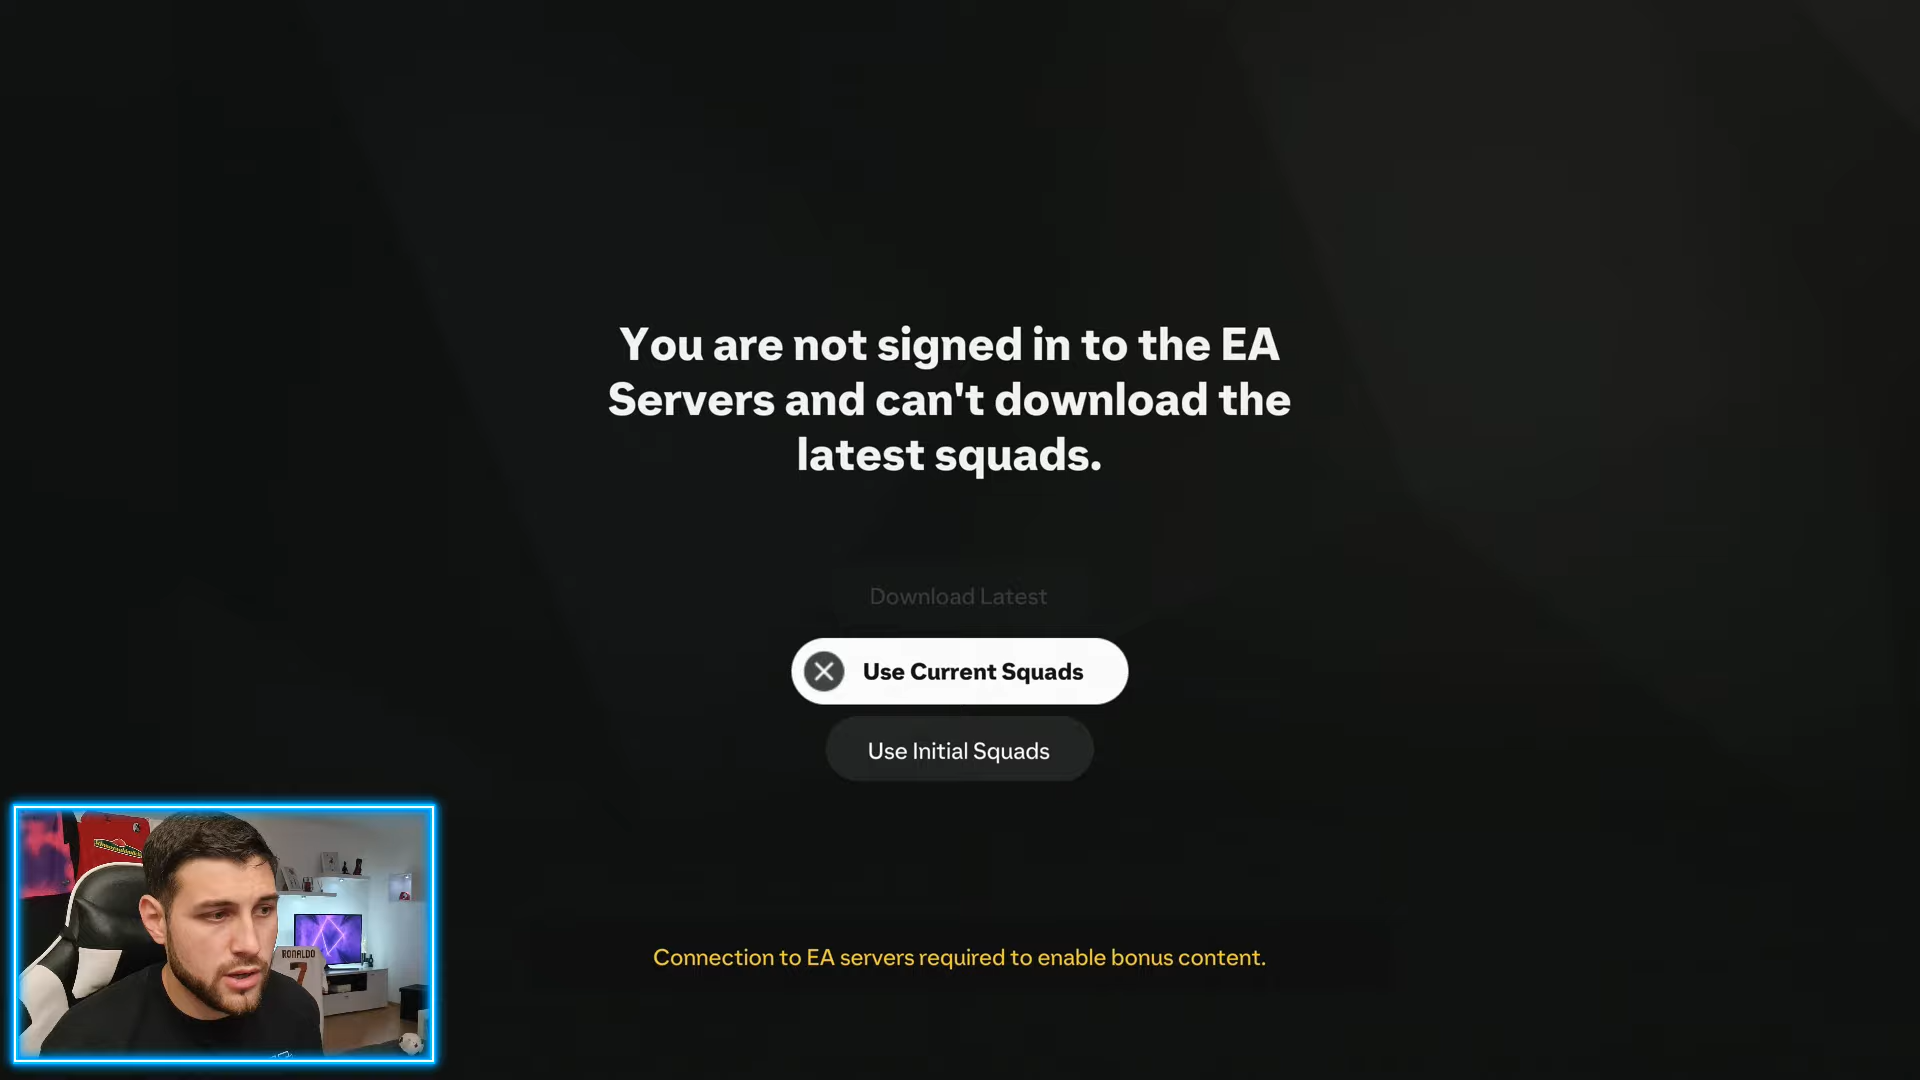 You are not signed in to the EA
Servers and can't download the
latest squads.
Download Latest
Use Current Squads
Use Initial Squads
RONALDO
7
Connection to EA servers required to enable bonus content.